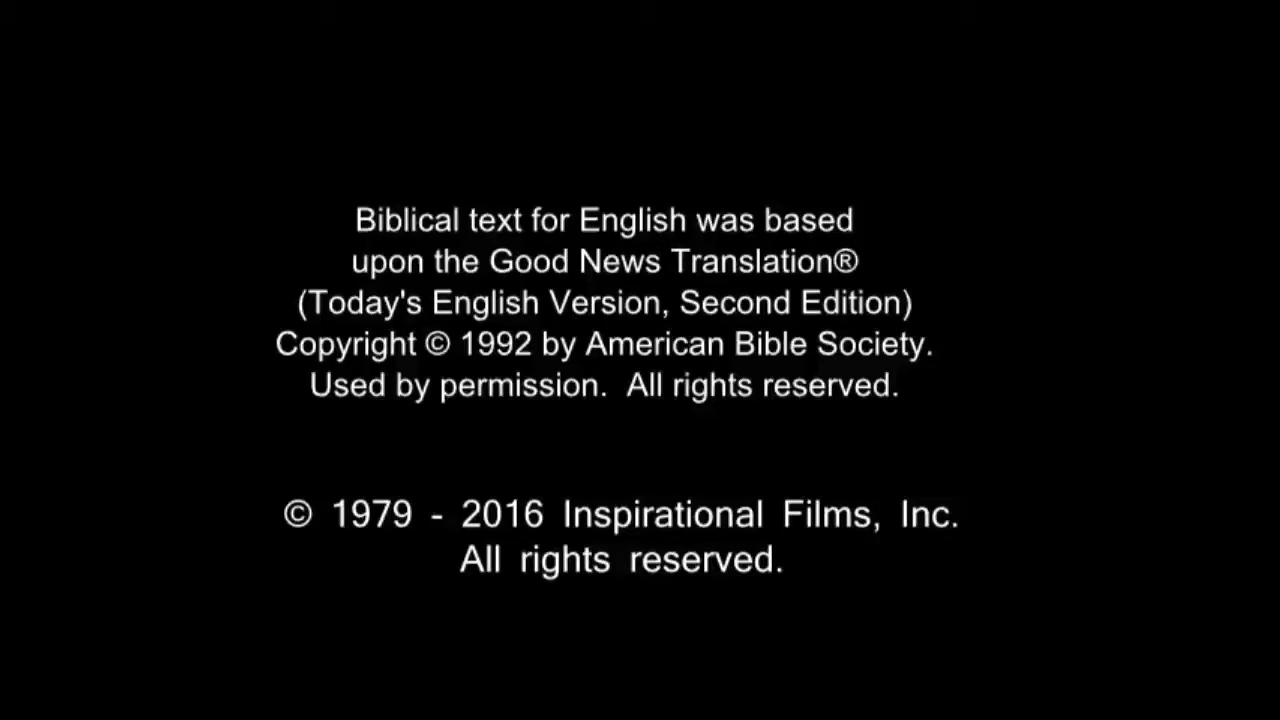 Biblical text for English was based
upon the Good News Translation®
(Today's English Version, Second Edition)
Copyright © 1992 by American Bible Society.
Used by permission.  All rights reserved.
© 1979 - 2016 Inspirational Films, Inc.
All rights reserved.